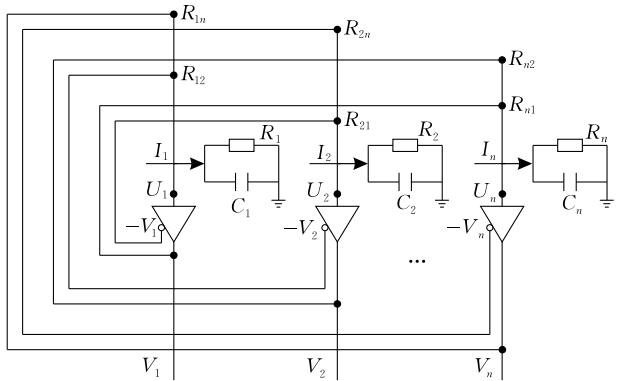 R₁ₙ
R₂ₙ
Rₙ₂
R₁₂
Rₙ₁
R₂₁
I₁ R₁ I₂ R₂ Iₙ Rₙ
U₁ C₁ U₂ C₂ Uₙ Cₙ
−V₁ −V₂ −Vₙ
...
V₁ V₂ Vₙ